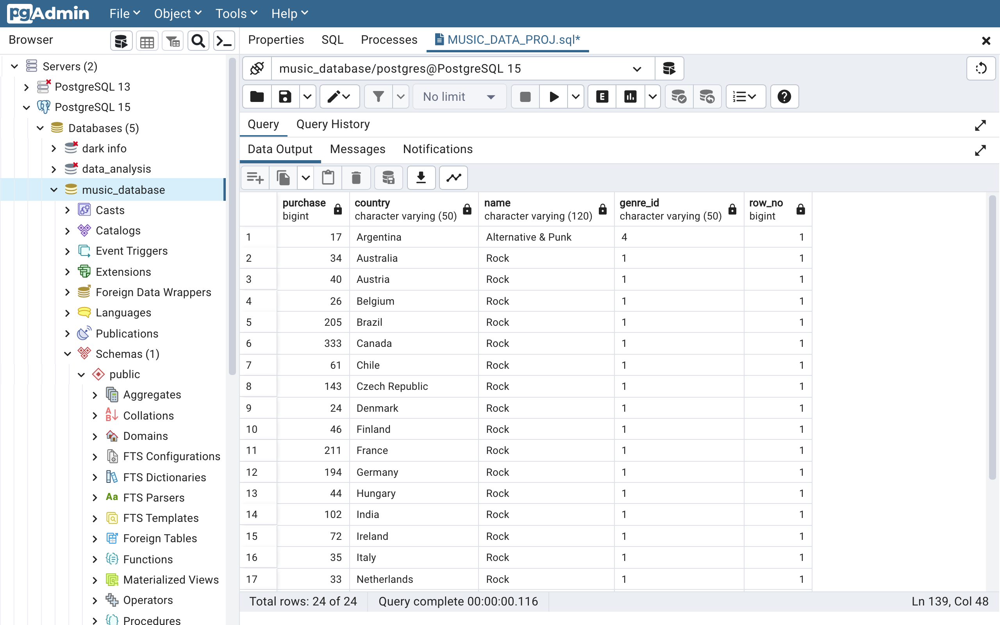 pgAdmin File Object Tools Help
Browser
Properties SQL Processes MUSIC_DATA_PROJ.sql*
Servers (2)
PostgreSQL 13
PostgreSQL 15
Databases (5)
dark info
data_analysis
music_database
Casts
Catalogs
Event Triggers
Extensions
Foreign Data Wrappers
Languages
Publications
Schemas (1)
public
Aggregates
Collations
Domains
FTS Configurations
FTS Dictionaries
Aa FTS Parsers
FTS Templates
Foreign Tables
Functions
Materialized Views
Operators
Procedures
music_database/postgres@PostgreSQL 15
No limit E
Query Query History
Data Output Messages Notifications
purchase country name genre_id row_no
bigint character varying (50) character varying (120) character varying (50) bigint
1 17 Argentina Alternative & Punk 4 1
2 34 Australia Rock 1 1
3 40 Austria Rock 1 1
4 26 Belgium Rock 1 1
5 205 Brazil Rock 1 1
6 333 Canada Rock 1 1
7 61 Chile Rock 1 1
8 143 Czech Republic Rock 1 1
9 24 Denmark Rock 1 1
10 46 Finland Rock 1 1
11 211 France Rock 1 1
12 194 Germany Rock 1 1
13 44 Hungary Rock 1 1
14 102 India Rock 1 1
15 72 Ireland Rock 1 1
16 35 Italy Rock 1 1
17 33 Netherlands Rock 1 1
Total rows: 24 of 24 Query complete 00:00:00.116 Ln 139, Col 48